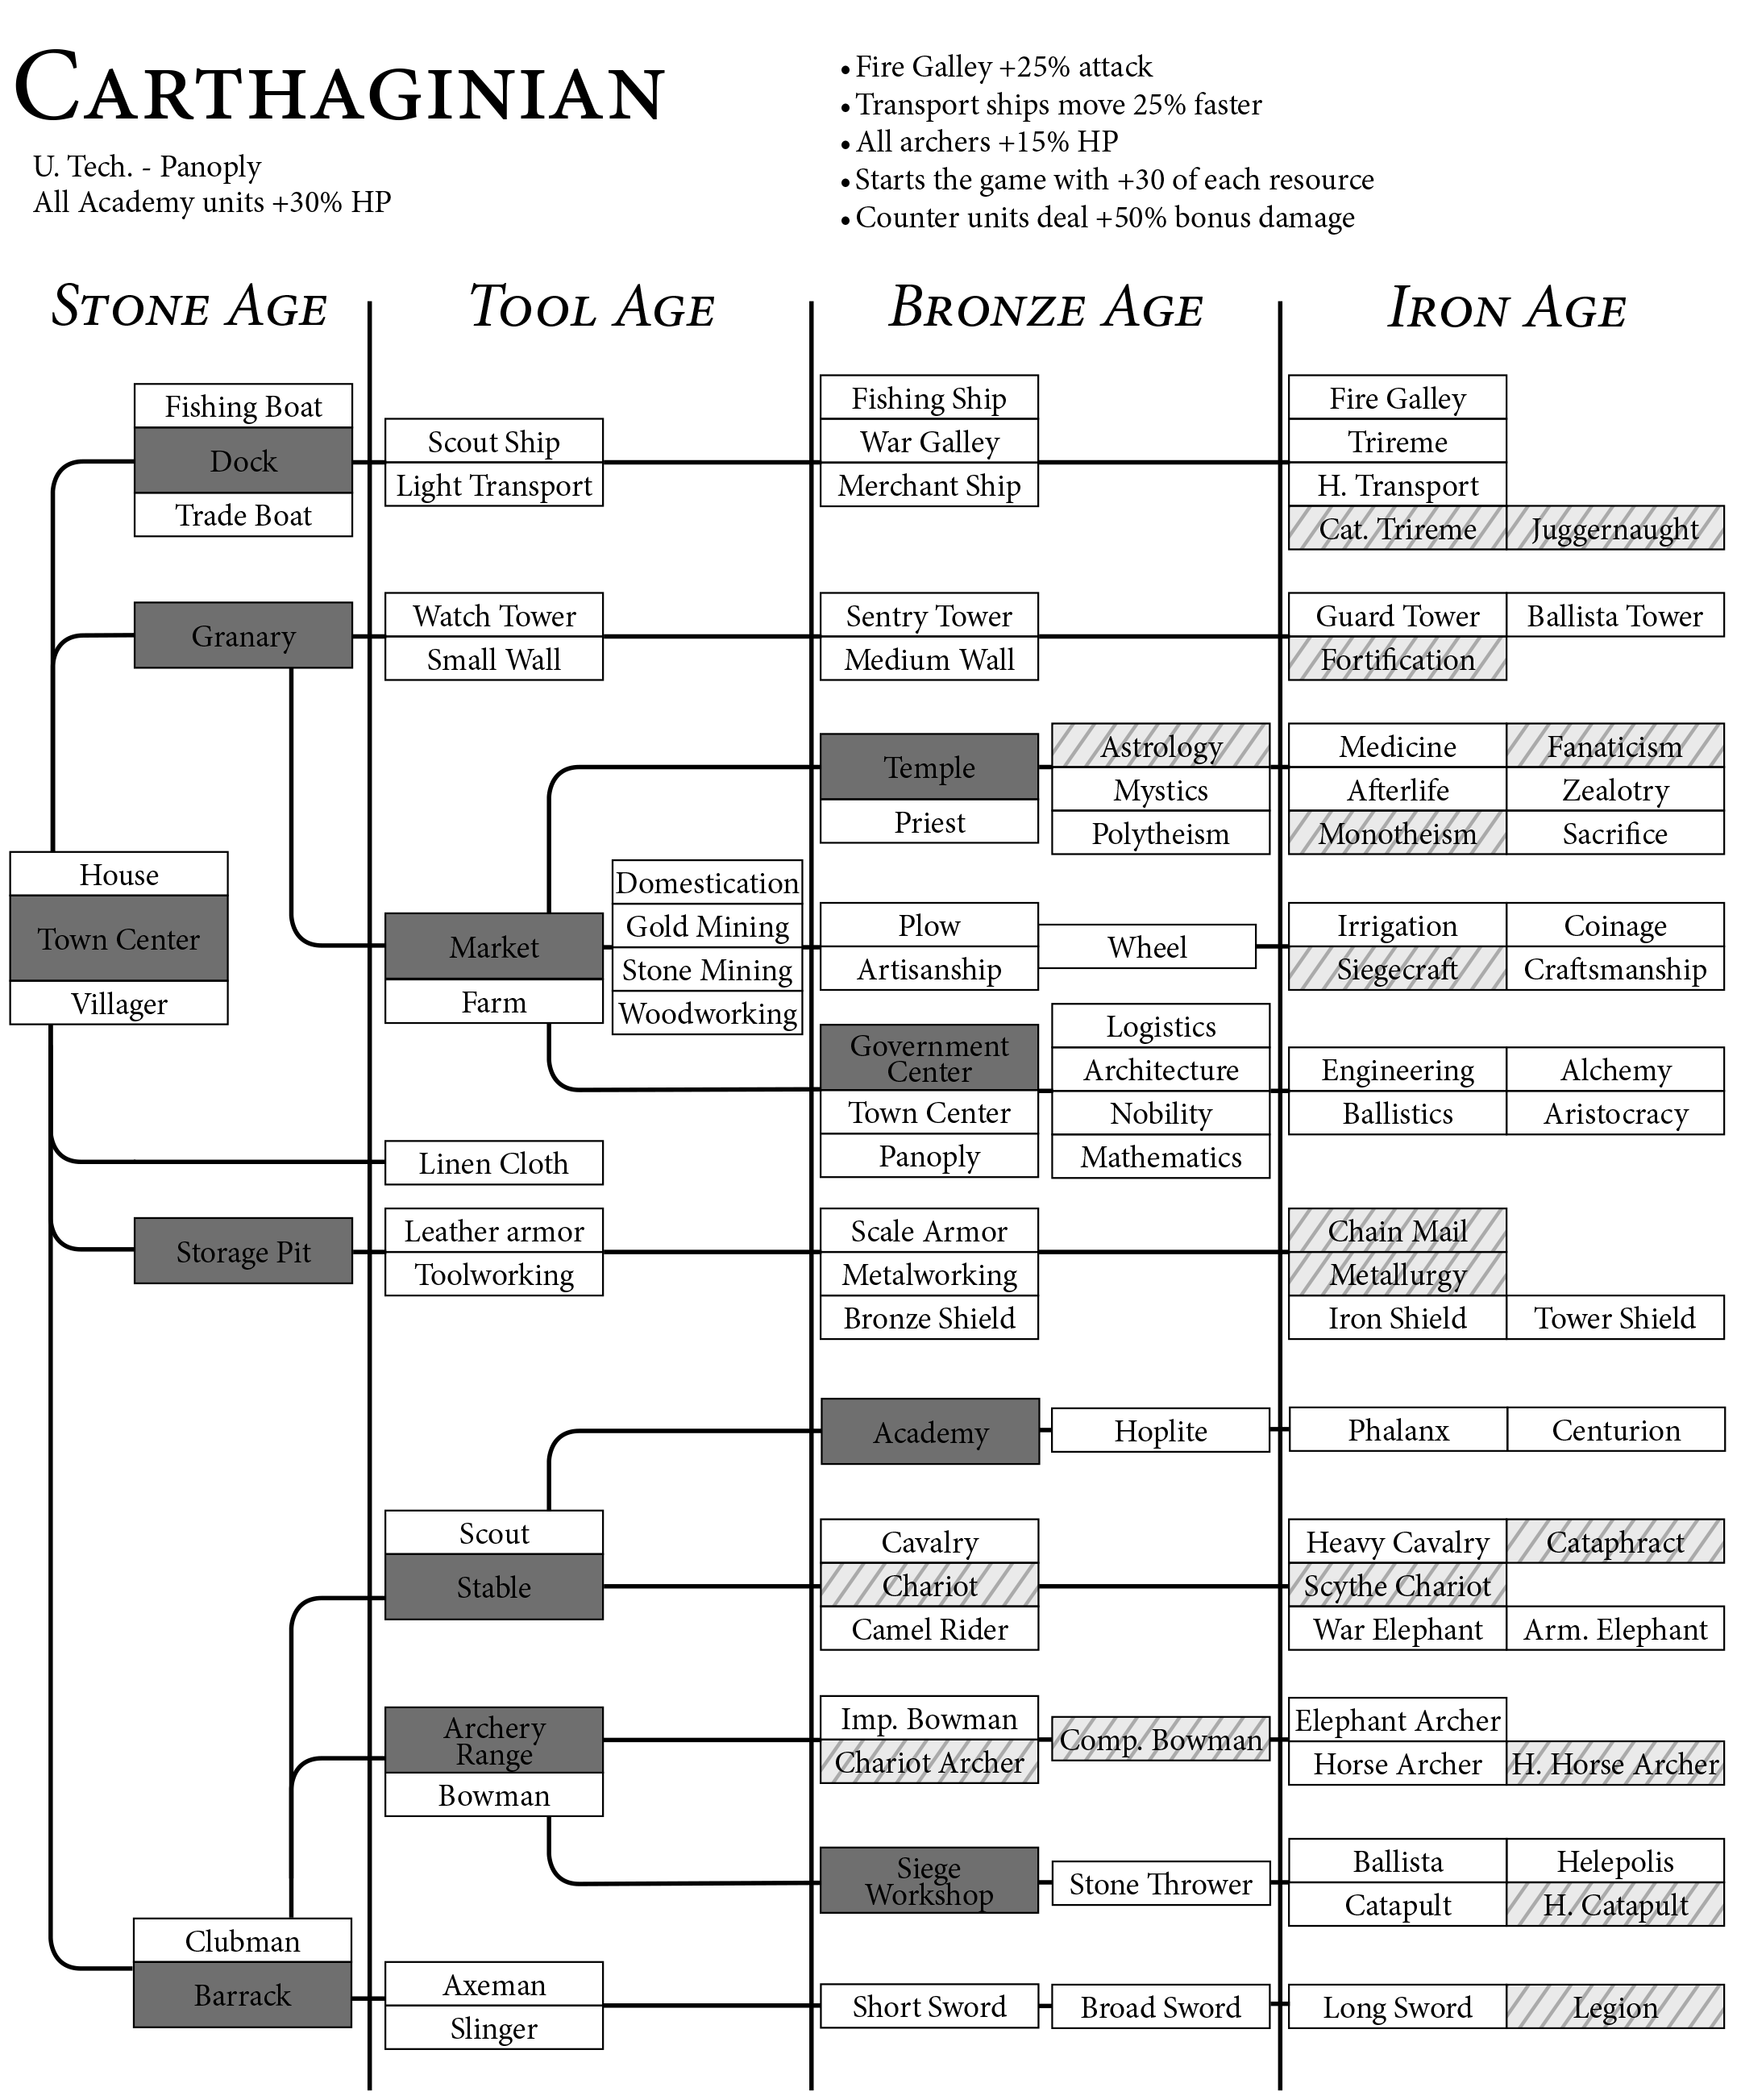 CARTHAGINIAN
U. Tech. - Panoply
All Academy units +30% HP
• Fire Galley +25% attack
• Transport ships move 25% faster
• All archers +15% HP
• Starts the game with +30 of each resource
• Counter units deal +50% bonus damage
STONE AGE
TOOL AGE
BRONZE AGE
IRON AGE
Fishing Boat
Dock
Trade Boat
Scout Ship
Light Transport
Fishing Ship
War Galley
Merchant Ship
Fire Galley
Trireme
H. Transport
Cat. Trireme
Juggernaught
Granary
Watch Tower
Small Wall
Sentry Tower
Medium Wall
Guard Tower
Ballista Tower
Fortification
Temple
Priest
Astrology
Mystics
Polytheism
Medicine
Fanaticism
Afterlife
Zealotry
Monotheism
Sacrifice
House
Town Center
Villager
Market
Farm
Domestication
Gold Mining
Stone Mining
Woodworking
Plow
Artisanship
Wheel
Irrigation
Coinage
Siegecraft
Craftsmanship
Government
Center
Town Center
Panoply
Logistics
Architecture
Nobility
Mathematics
Engineering
Alchemy
Ballistics
Aristocracy
Linen Cloth
Storage Pit
Leather armor
Toolworking
Scale Armor
Metalworking
Bronze Shield
Chain Mail
Metallurgy
Iron Shield
Tower Shield
Academy
Hoplite
Phalanx
Centurion
Scout
Stable
Cavalry
Chariot
Camel Rider
Heavy Cavalry
Cataphract
Scythe Chariot
War Elephant
Arm. Elephant
Archery
Range
Bowman
Imp. Bowman
Chariot Archer
Comp. Bowman
Elephant Archer
Horse Archer
H. Horse Archer
Siege
Workshop
Stone Thrower
Ballista
Helepolis
Catapult
H. Catapult
Clubman
Barrack
Axeman
Slinger
Short Sword
Broad Sword
Long Sword
Legion